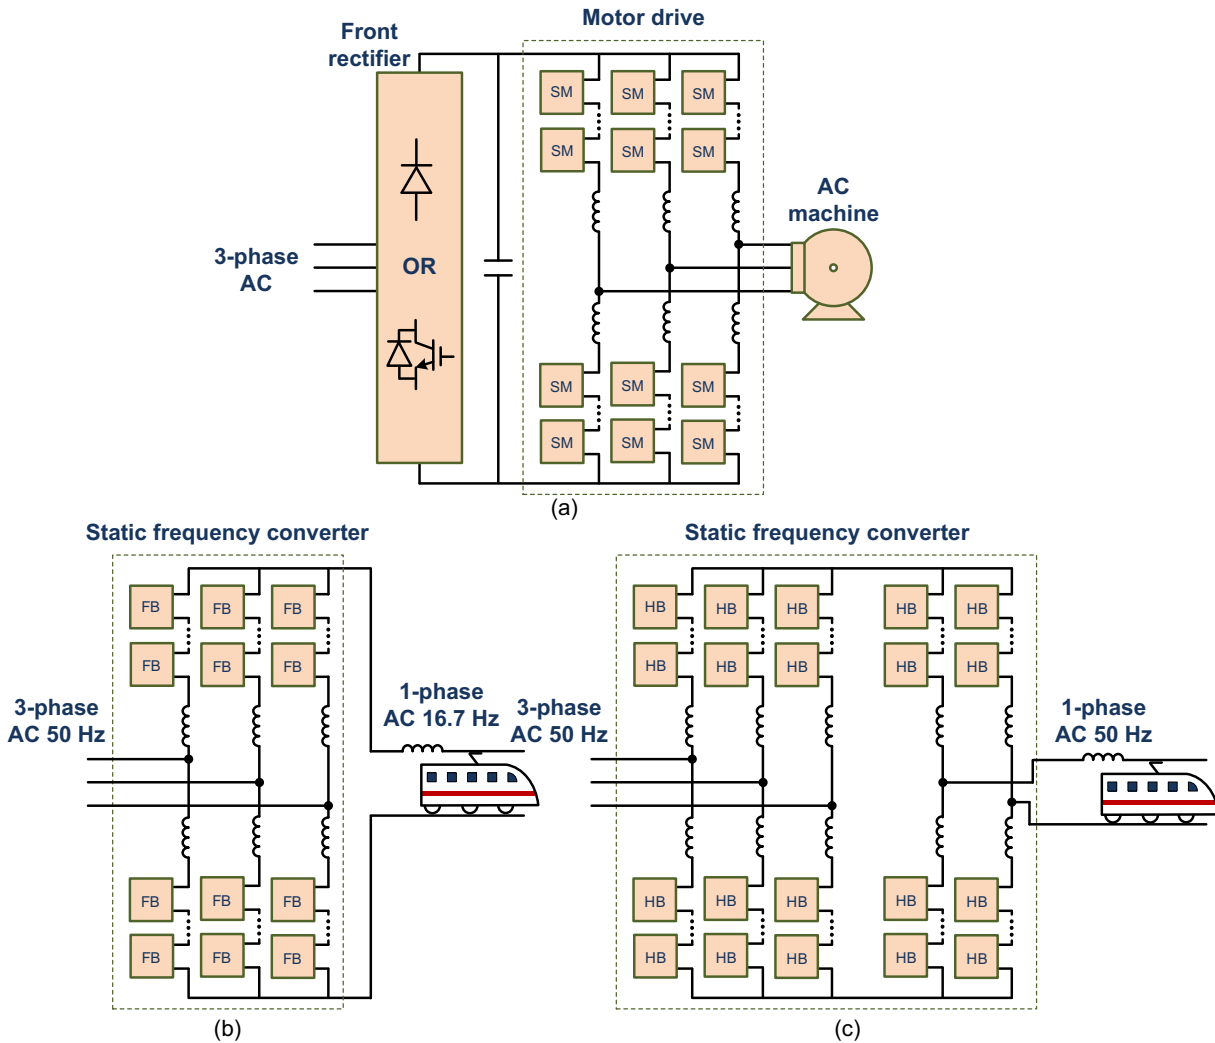 Motor drive
Front
rectifier
SM SM SM
SM SM SM
AC
machine
3-phase
AC
OR
SM SM SM
SM SM SM
(a)
Static frequency converter
FB FB FB
FB FB FB
3-phase
AC 50 Hz
1-phase
AC 16.7 Hz
FB FB FB
FB FB FB
(b)
Static frequency converter
HB HB HB HB HB
HB HB HB HB HB
3-phase
AC 50 Hz
1-phase
AC 50 Hz
HB HB HB HB HB
HB HB HB HB HB
(c)